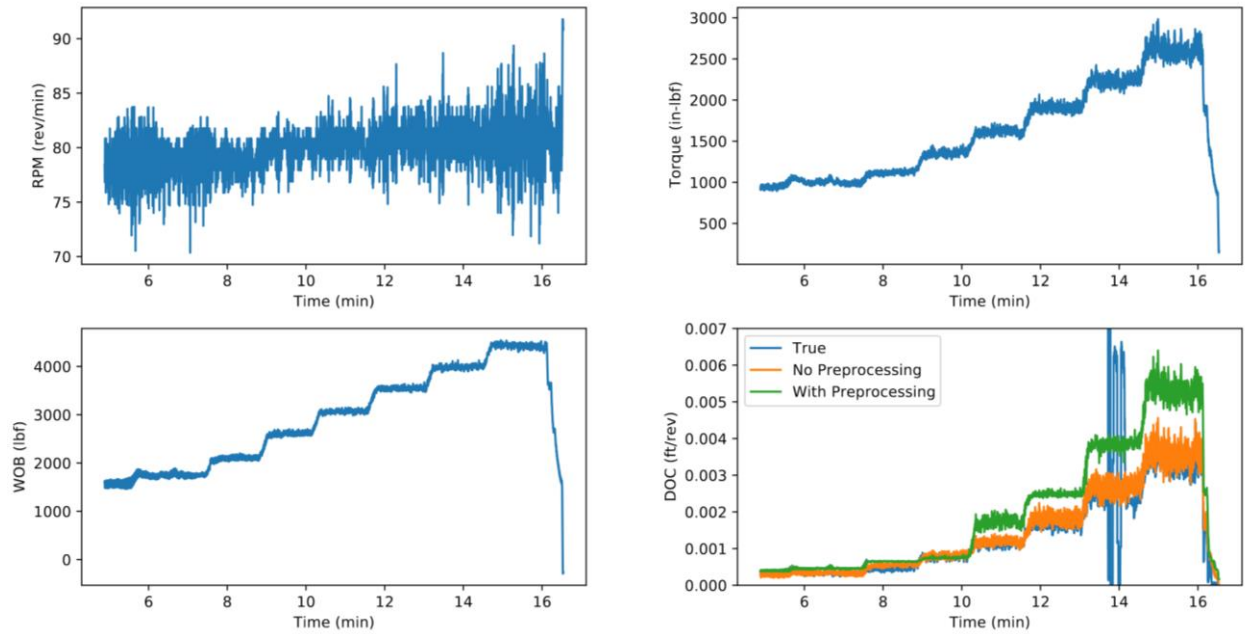 90
85
80
75
70
RPM (rev/min)
6 8 10 12 14 16
Time (min)
3000
2500
2000
1500
1000
500
Torque (in-lbf)
6 8 10 12 14 16
Time (min)
4000
3000
2000
1000
0
WOB (lbf)
6 8 10 12 14 16
Time (min)
0.007
0.006
0.005
0.004
0.003
0.002
0.001
0.000
DOC (ft/rev)
True
No Preprocessing
With Preprocessing
6 8 10 12 14 16
Time (min)